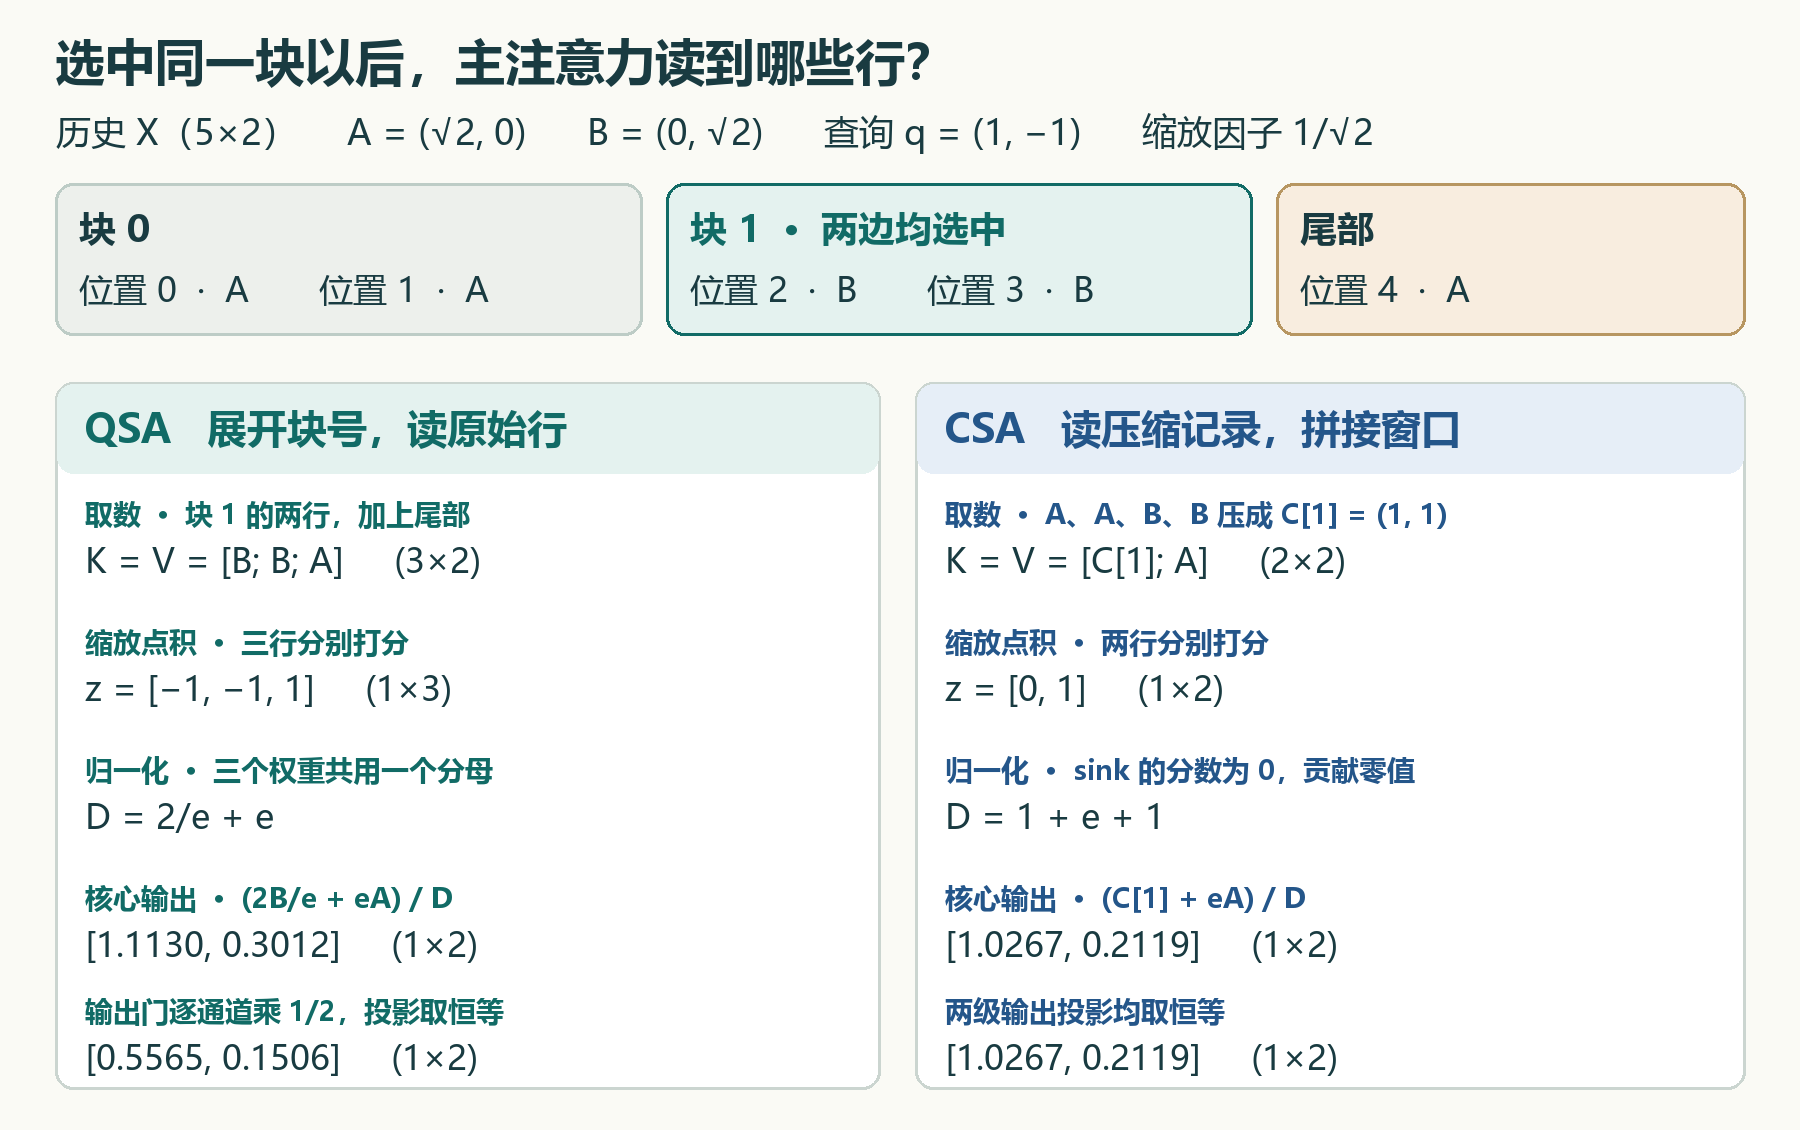 选中同一块以后，主注意力读到哪些行？
历史 X（5×2） A = (√2, 0) B = (0, √2) 查询 q = (1, −1) 缩放因子 1/√2
块 0
位置 0 · A 位置 1 · A
块 1 • 两边均选中
位置 2 · B 位置 3 · B
尾部
位置 4 · A
QSA 展开块号，读原始行
取数 • 块 1 的两行，加上尾部
K = V = [B; B; A] (3×2)
缩放点积 • 三行分别打分
z = [−1, −1, 1] (1×3)
归一化 • 三个权重共用一个分母
D = 2/e + e
核心输出 • (2B/e + eA) / D
[1.1130, 0.3012] (1×2)
输出门逐通道乘 1/2，投影取恒等
[0.5565, 0.1506] (1×2)
CSA 读压缩记录，拼接窗口
取数 • A、A、B、B 压成 C[1] = (1, 1)
K = V = [C[1]; A] (2×2)
缩放点积 • 两行分别打分
z = [0, 1] (1×2)
归一化 • sink 的分数为 0，贡献零值
D = 1 + e + 1
核心输出 • (C[1] + eA) / D
[1.0267, 0.2119] (1×2)
两级输出投影均取恒等
[1.0267, 0.2119] (1×2)